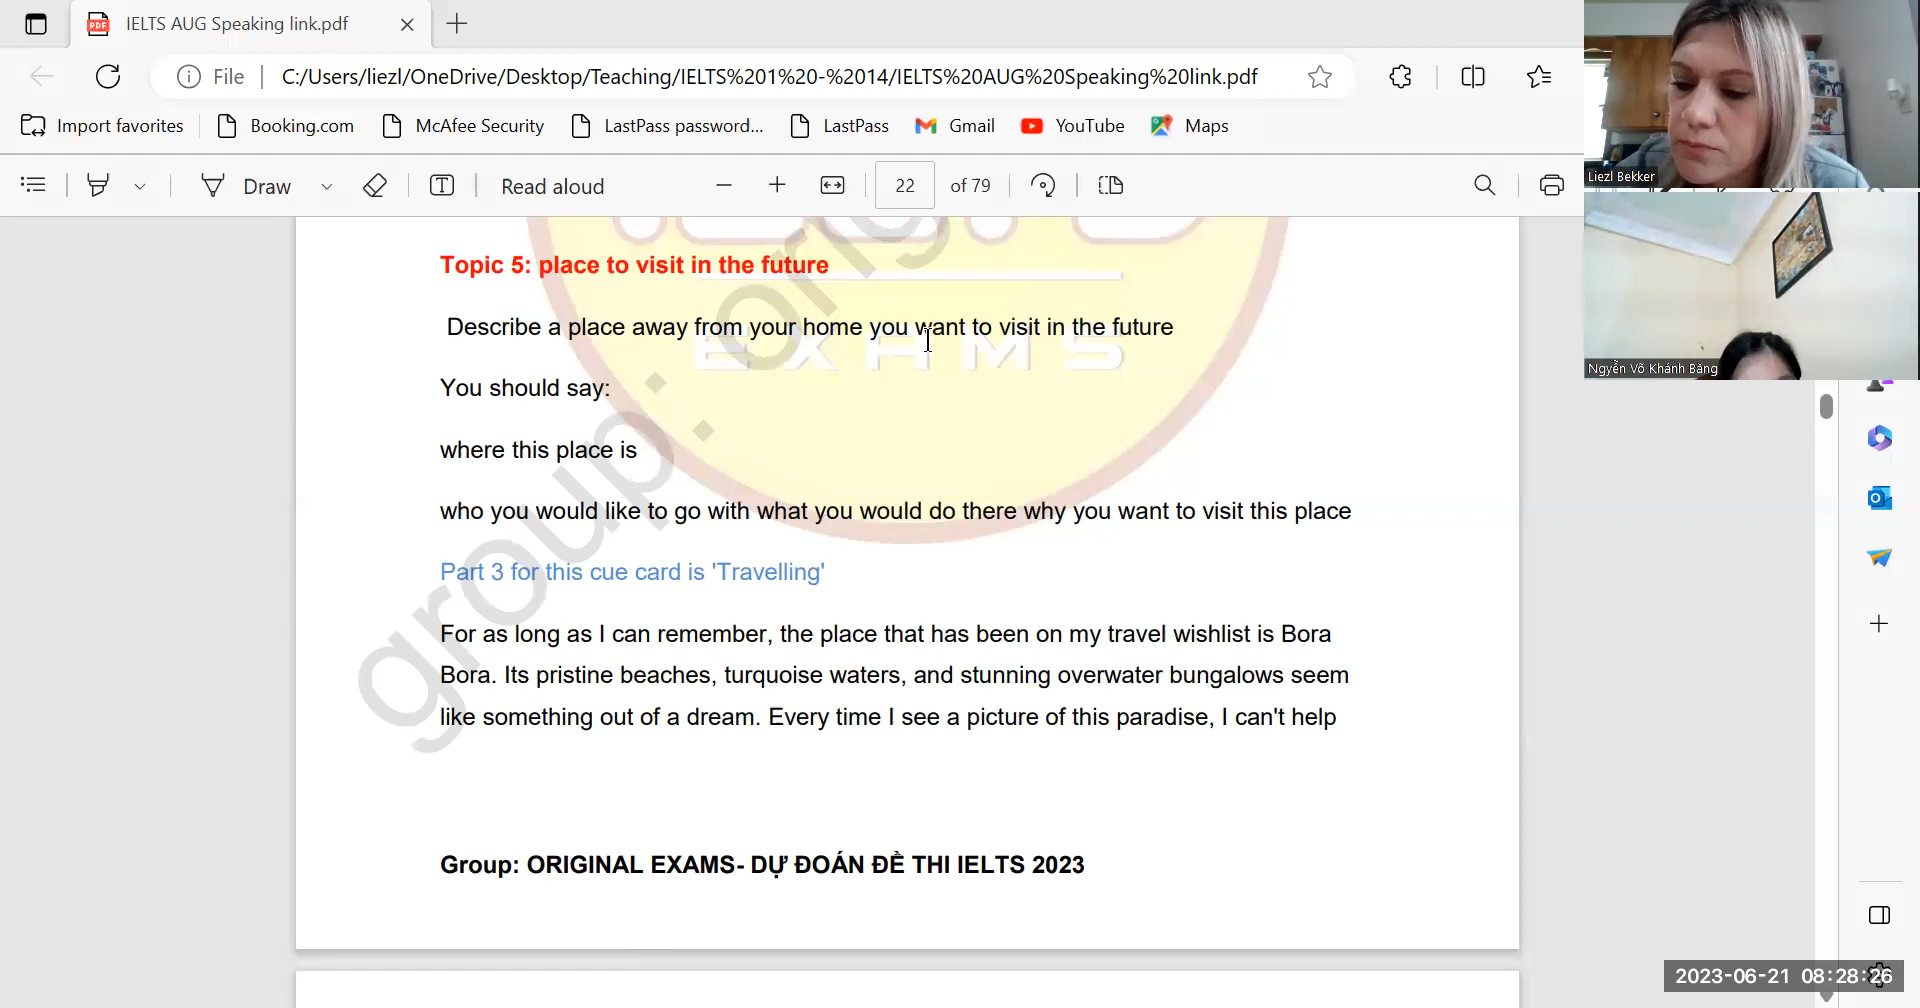 IELTS AUG Speaking link.pdf
File C:/Users/liezl/OneDrive/Desktop/Teaching/IELTS%201%20-%2014/IELTS%20AUG%20Speaking%20link.pdf
Import favorites Booking.com McAfee Security LastPass password... LastPass Gmail YouTube Maps
Draw Read aloud 22 of 79
Liezl Bekker
Ngyễn Võ Khánh Băng
Topic 5: place to visit in the future
Describe a place away from your home you want to visit in the future
EXAMS
You should say:
where this place is
who you would like to go with what you would do there why you want to visit this place
Part 3 for this cue card is 'Travelling'
For as long as I can remember, the place that has been on my travel wishlist is Bora
Bora. Its pristine beaches, turquoise waters, and stunning overwater bungalows seem
like something out of a dream. Every time I see a picture of this paradise, I can't help
group: orig
Group: ORIGINAL EXAMS- DỰ ĐOÁN ĐỀ THI IELTS 2023
2023-06-21 08:28:26